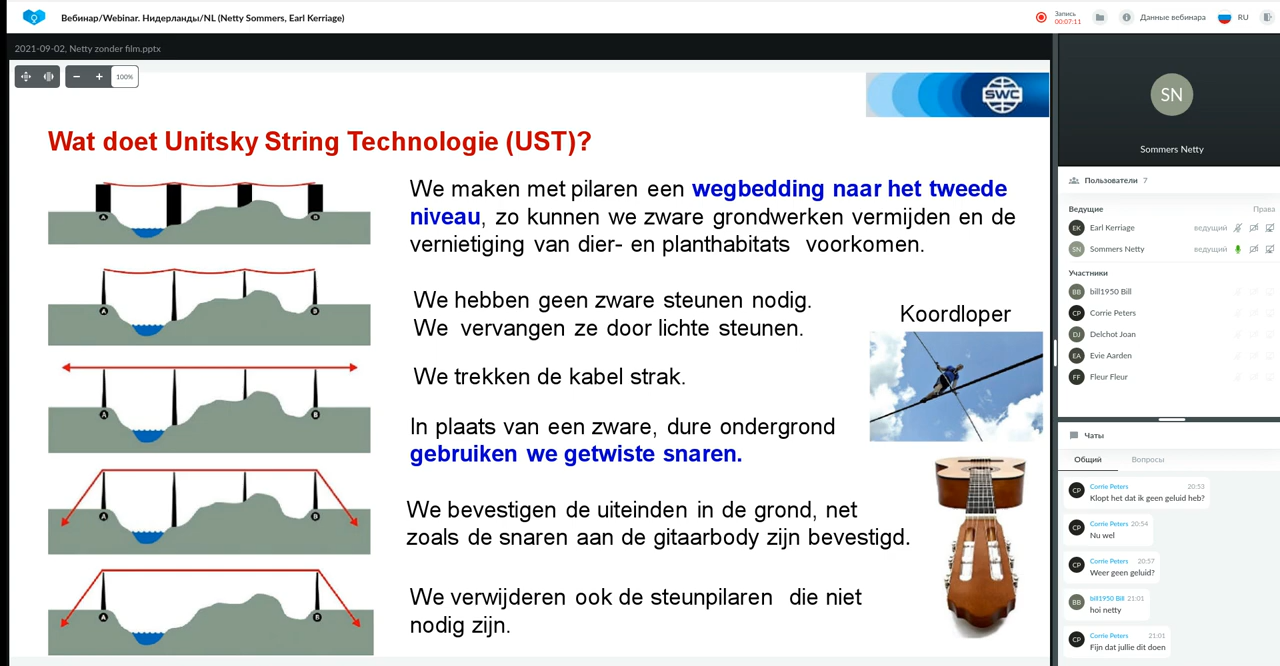 Вебинар/Webinar. Нидерланды/NL (Netty Sommers, Earl Kerriage)
Запись
00:07:11
Данные вебинара
RU
2021-09-02, Netty zonder film.pptx
100%
SWC
Wat doet Unitsky String Technologie (UST)?
We maken met pilaren een wegbedding naar het tweede
niveau, zo kunnen we zware grondwerken vermijden en de
vernietiging van dier- en planthabitats voorkomen.
We hebben geen zware steunen nodig.
We vervangen ze door lichte steunen.
Koordloper
We trekken de kabel strak.
In plaats van een zware, dure ondergrond
gebruiken we getwiste snaren.
We bevestigen de uiteinden in de grond, net
zoals de snaren aan de gitaarbody zijn bevestigd.
We verwijderen ook de steunpilaren die niet
nodig zijn.
A B
A B
A B
A B
A B
SN
Sommers Netty
Пользователи 7
Ведущие Права
EK Earl Kerriage ведущий
SN Sommers Netty ведущий
Участники
BB bill1950 Bill
CP Corrie Peters
DJ Delchot Joan
EA Evie Aarden
FF Fleur Fleur
Чаты
Общий Вопросы
CP Corrie Peters 20:53
Klopt het dat ik geen geluid heb?
CP Corrie Peters 20:54
Nu wel
CP Corrie Peters 20:57
Weer geen geluid?
BB bill1950 Bill 21:01
hoi netty
CP Corrie Peters 21:01
Fijn dat jullie dit doen